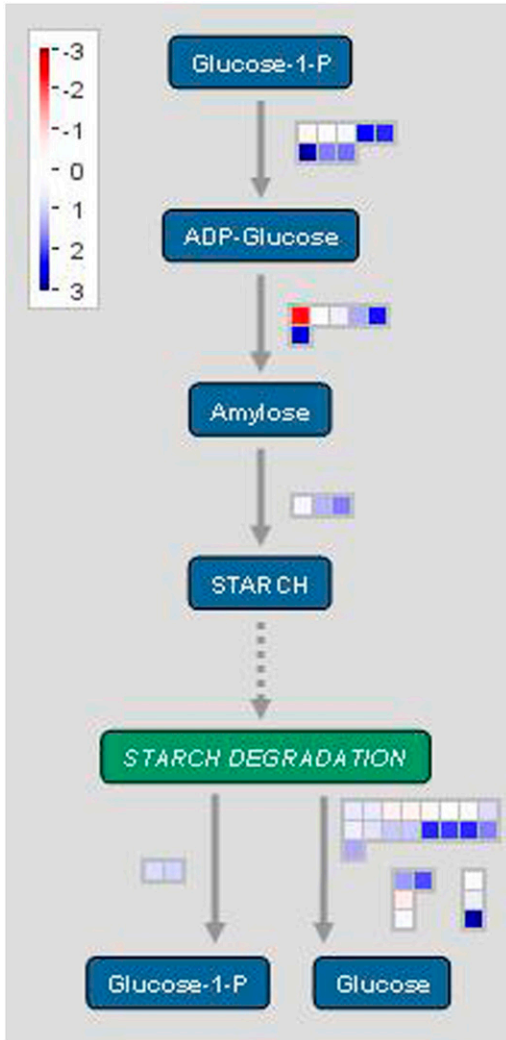 -3
-2
-1
0
1
2
3
Glucose-1-P
ADP-Glucose
Amylose
STARCH
STARCH DEGRADATION
Glucose-1-P
Glucose